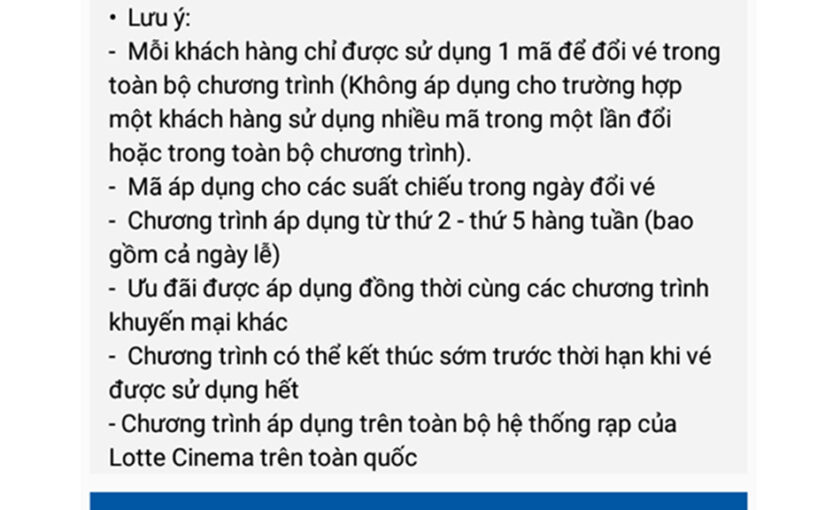 • Lưu ý:
- Mỗi khách hàng chỉ được sử dụng 1 mã để đổi vé trong
toàn bộ chương trình (Không áp dụng cho trường hợp
một khách hàng sử dụng nhiều mã trong một lần đổi
hoặc trong toàn bộ chương trình).
- Mã áp dụng cho các suất chiếu trong ngày đổi vé
- Chương trình áp dụng từ thứ 2 - thứ 5 hàng tuần (bao
gồm cả ngày lễ)
- Ưu đãi được áp dụng đồng thời cùng các chương trình
khuyến mại khác
- Chương trình có thể kết thúc sớm trước thời hạn khi vé
được sử dụng hết
- Chương trình áp dụng trên toàn bộ hệ thống rạp của
Lotte Cinema trên toàn quốc